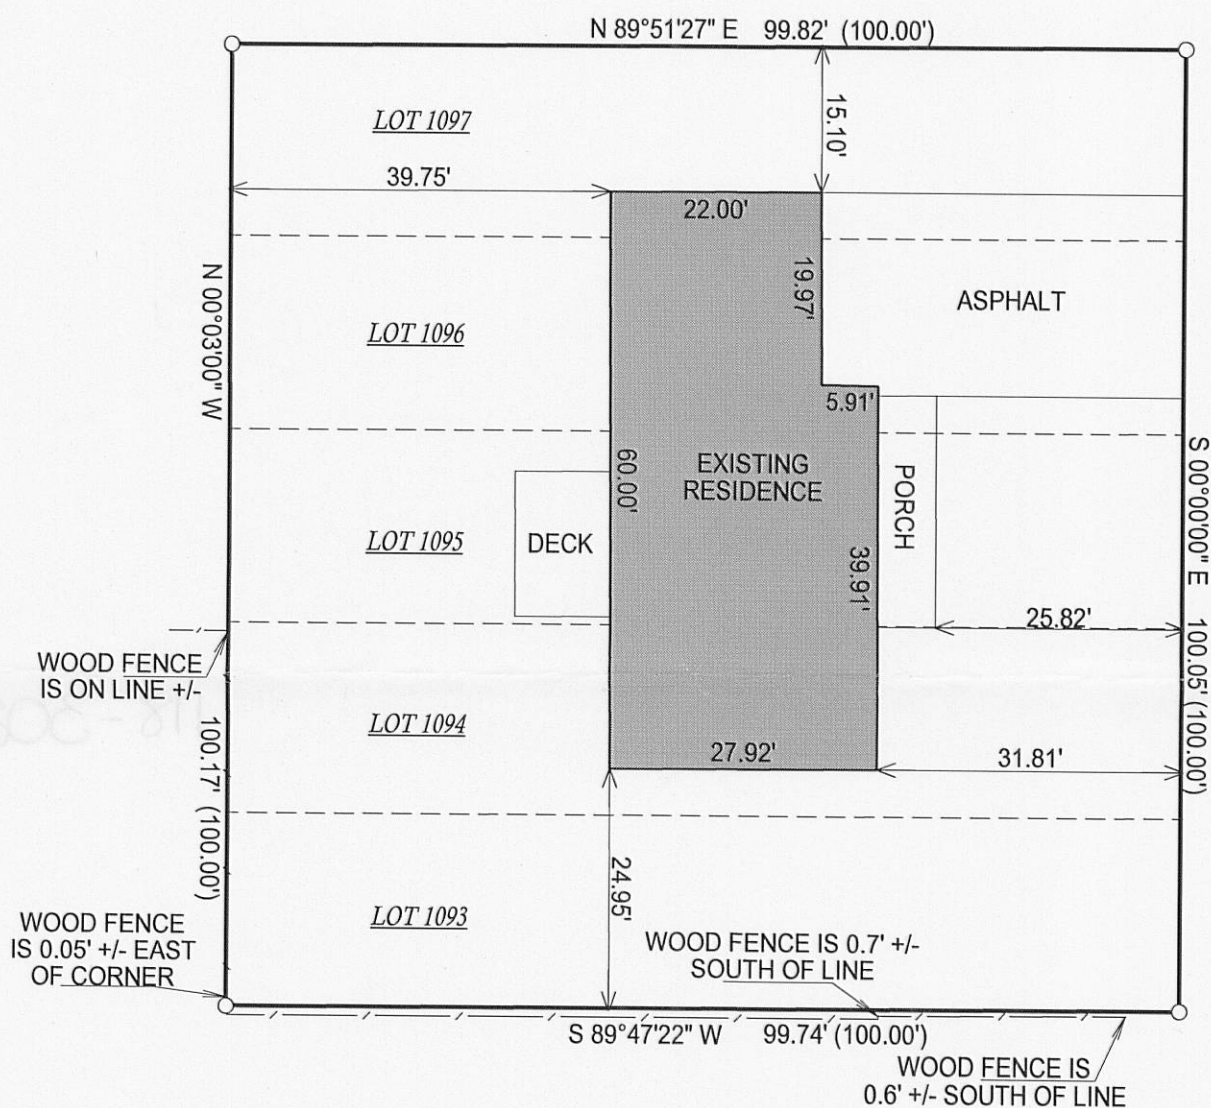 N 89°51'27" E 99.82' (100.00')
LOT 1097
15.10'
39.75'
22.00'
N 00°03'00" W
19.97'
ASPHALT
LOT 1096
5.91'
EXISTING
RESIDENCE
60.00'
PORCH
S 00°00'00" E 100.05' (100.00')
LOT 1095
DECK
39.91'
25.82'
WOOD FENCE
IS ON LINE +/-
LOT 1094
100.17' (100.00')
27.92'
31.81'
24.95'
LOT 1093
WOOD FENCE
IS 0.05' +/- EAST
OF CORNER
WOOD FENCE IS 0.7' +/-
SOUTH OF LINE
S 89°47'22" W 99.74' (100.00')
WOOD FENCE IS
0.6' +/- SOUTH OF LINE